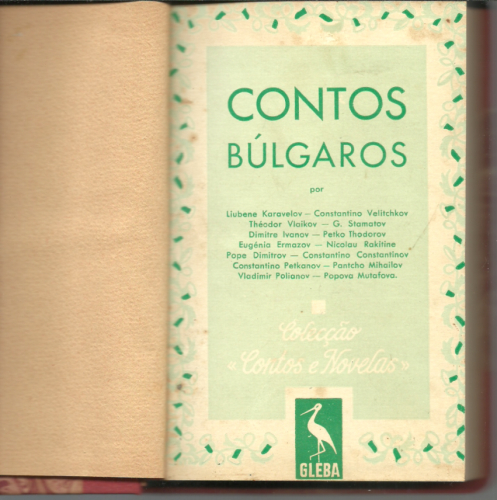 CONTOS
BÚLGAROS
por
Liubene Karavelov — Constantino Velitchkov
Théodor Vlaikov — G. Stamatov
Dimitre Ivanov — Petko Thodorov
Eugénio Ermazov — Nicolau Rakitine
Pope Dimitrov — Constantino Constantinov
Constantino Petkanov — Pantcho Mihailov
Vladimir Polianov — Popova Mutafova.
Colecção
«Contos e Novelas»
GLEBA